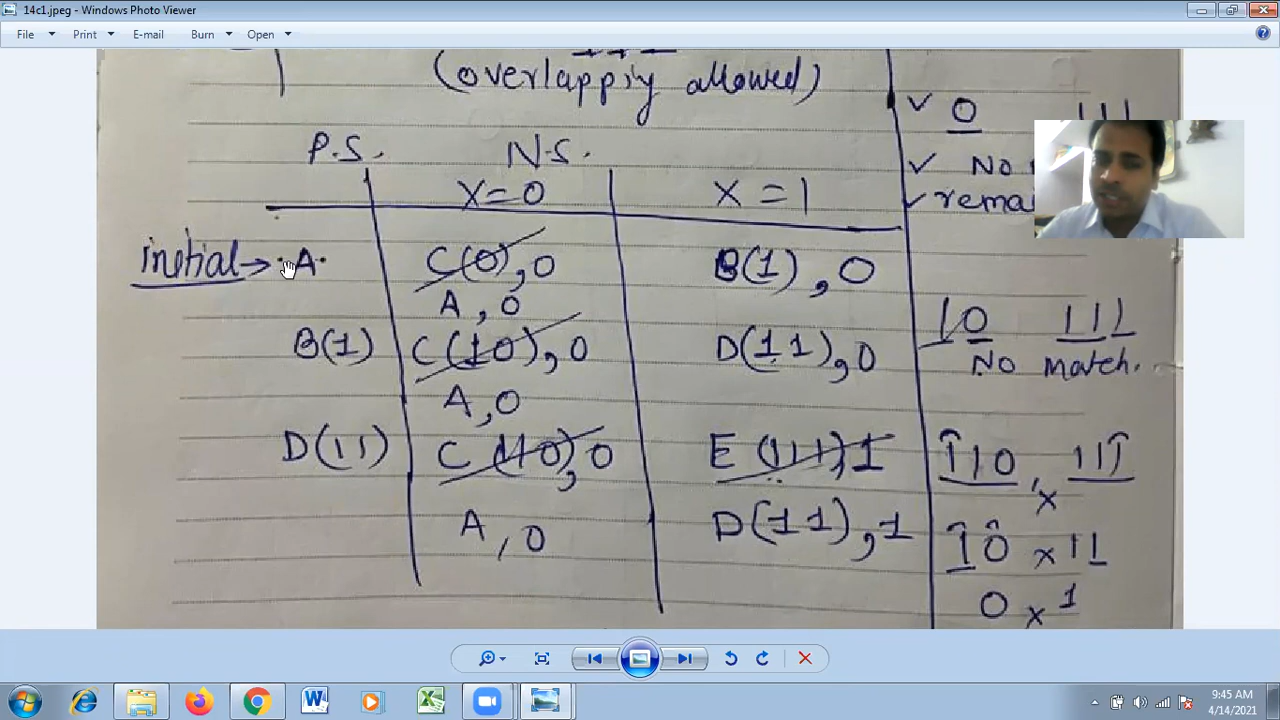 14c1.jpeg - Windows Photo Viewer
File Print E-mail Burn Open
(overlappiy allowed)
P.S. N.S.
X=0 X=1
initial → A C(0),0 B(1),0
A,0
B(1) C(10),0 D(11),0
A,0
D(11) C(110),0 E(111),1
A,0 D(11),1
✓ 0 111
✓ No
✓ rema
10 111
No match.
110, x 111
10 x 11
0 x 1
9:45 AM
4/14/2021